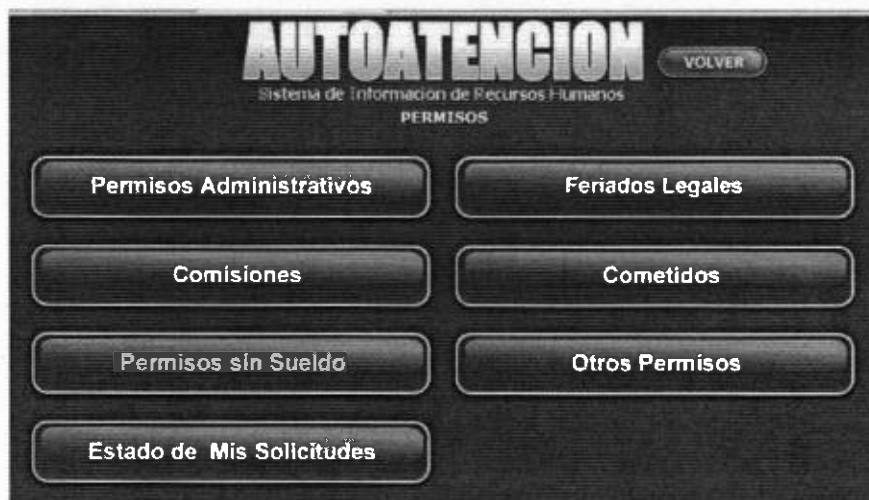 AUTOATENCION
VOLVER
Sistema de Informacion de Recursos Humanos
PERMISOS
Permisos Administrativos
Feriados Legales
Comisiones
Cometidos
Permisos sin Sueldo
Otros Permisos
Estado de Mis Solicitudes